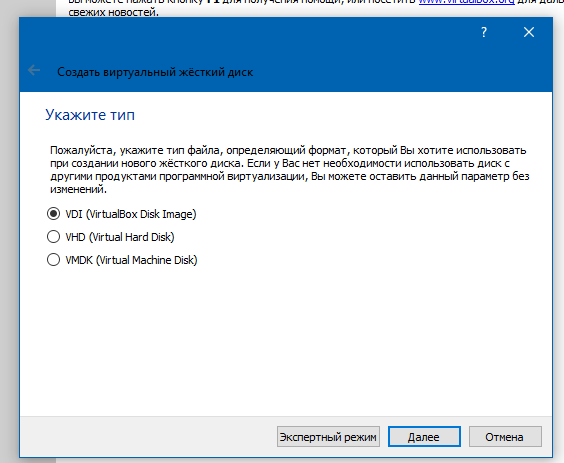 Вы можете нажать кнопку F1 для получения помощи, или посетить www.virtualbox.org для
свежих новостей.
?
Создать виртуальный жёсткий диск
Укажите тип
Пожалуйста, укажите тип файла, определяющий формат, который Вы хотите использовать
при создании нового жёсткого диска. Если у Вас нет необходимости использовать диск с
другими продуктами программной виртуализации, Вы можете оставить данный параметр без
изменений.
VDI (VirtualBox Disk Image)
VHD (Virtual Hard Disk)
VMDK (Virtual Machine Disk)
Экспертный режим Далее Отмена